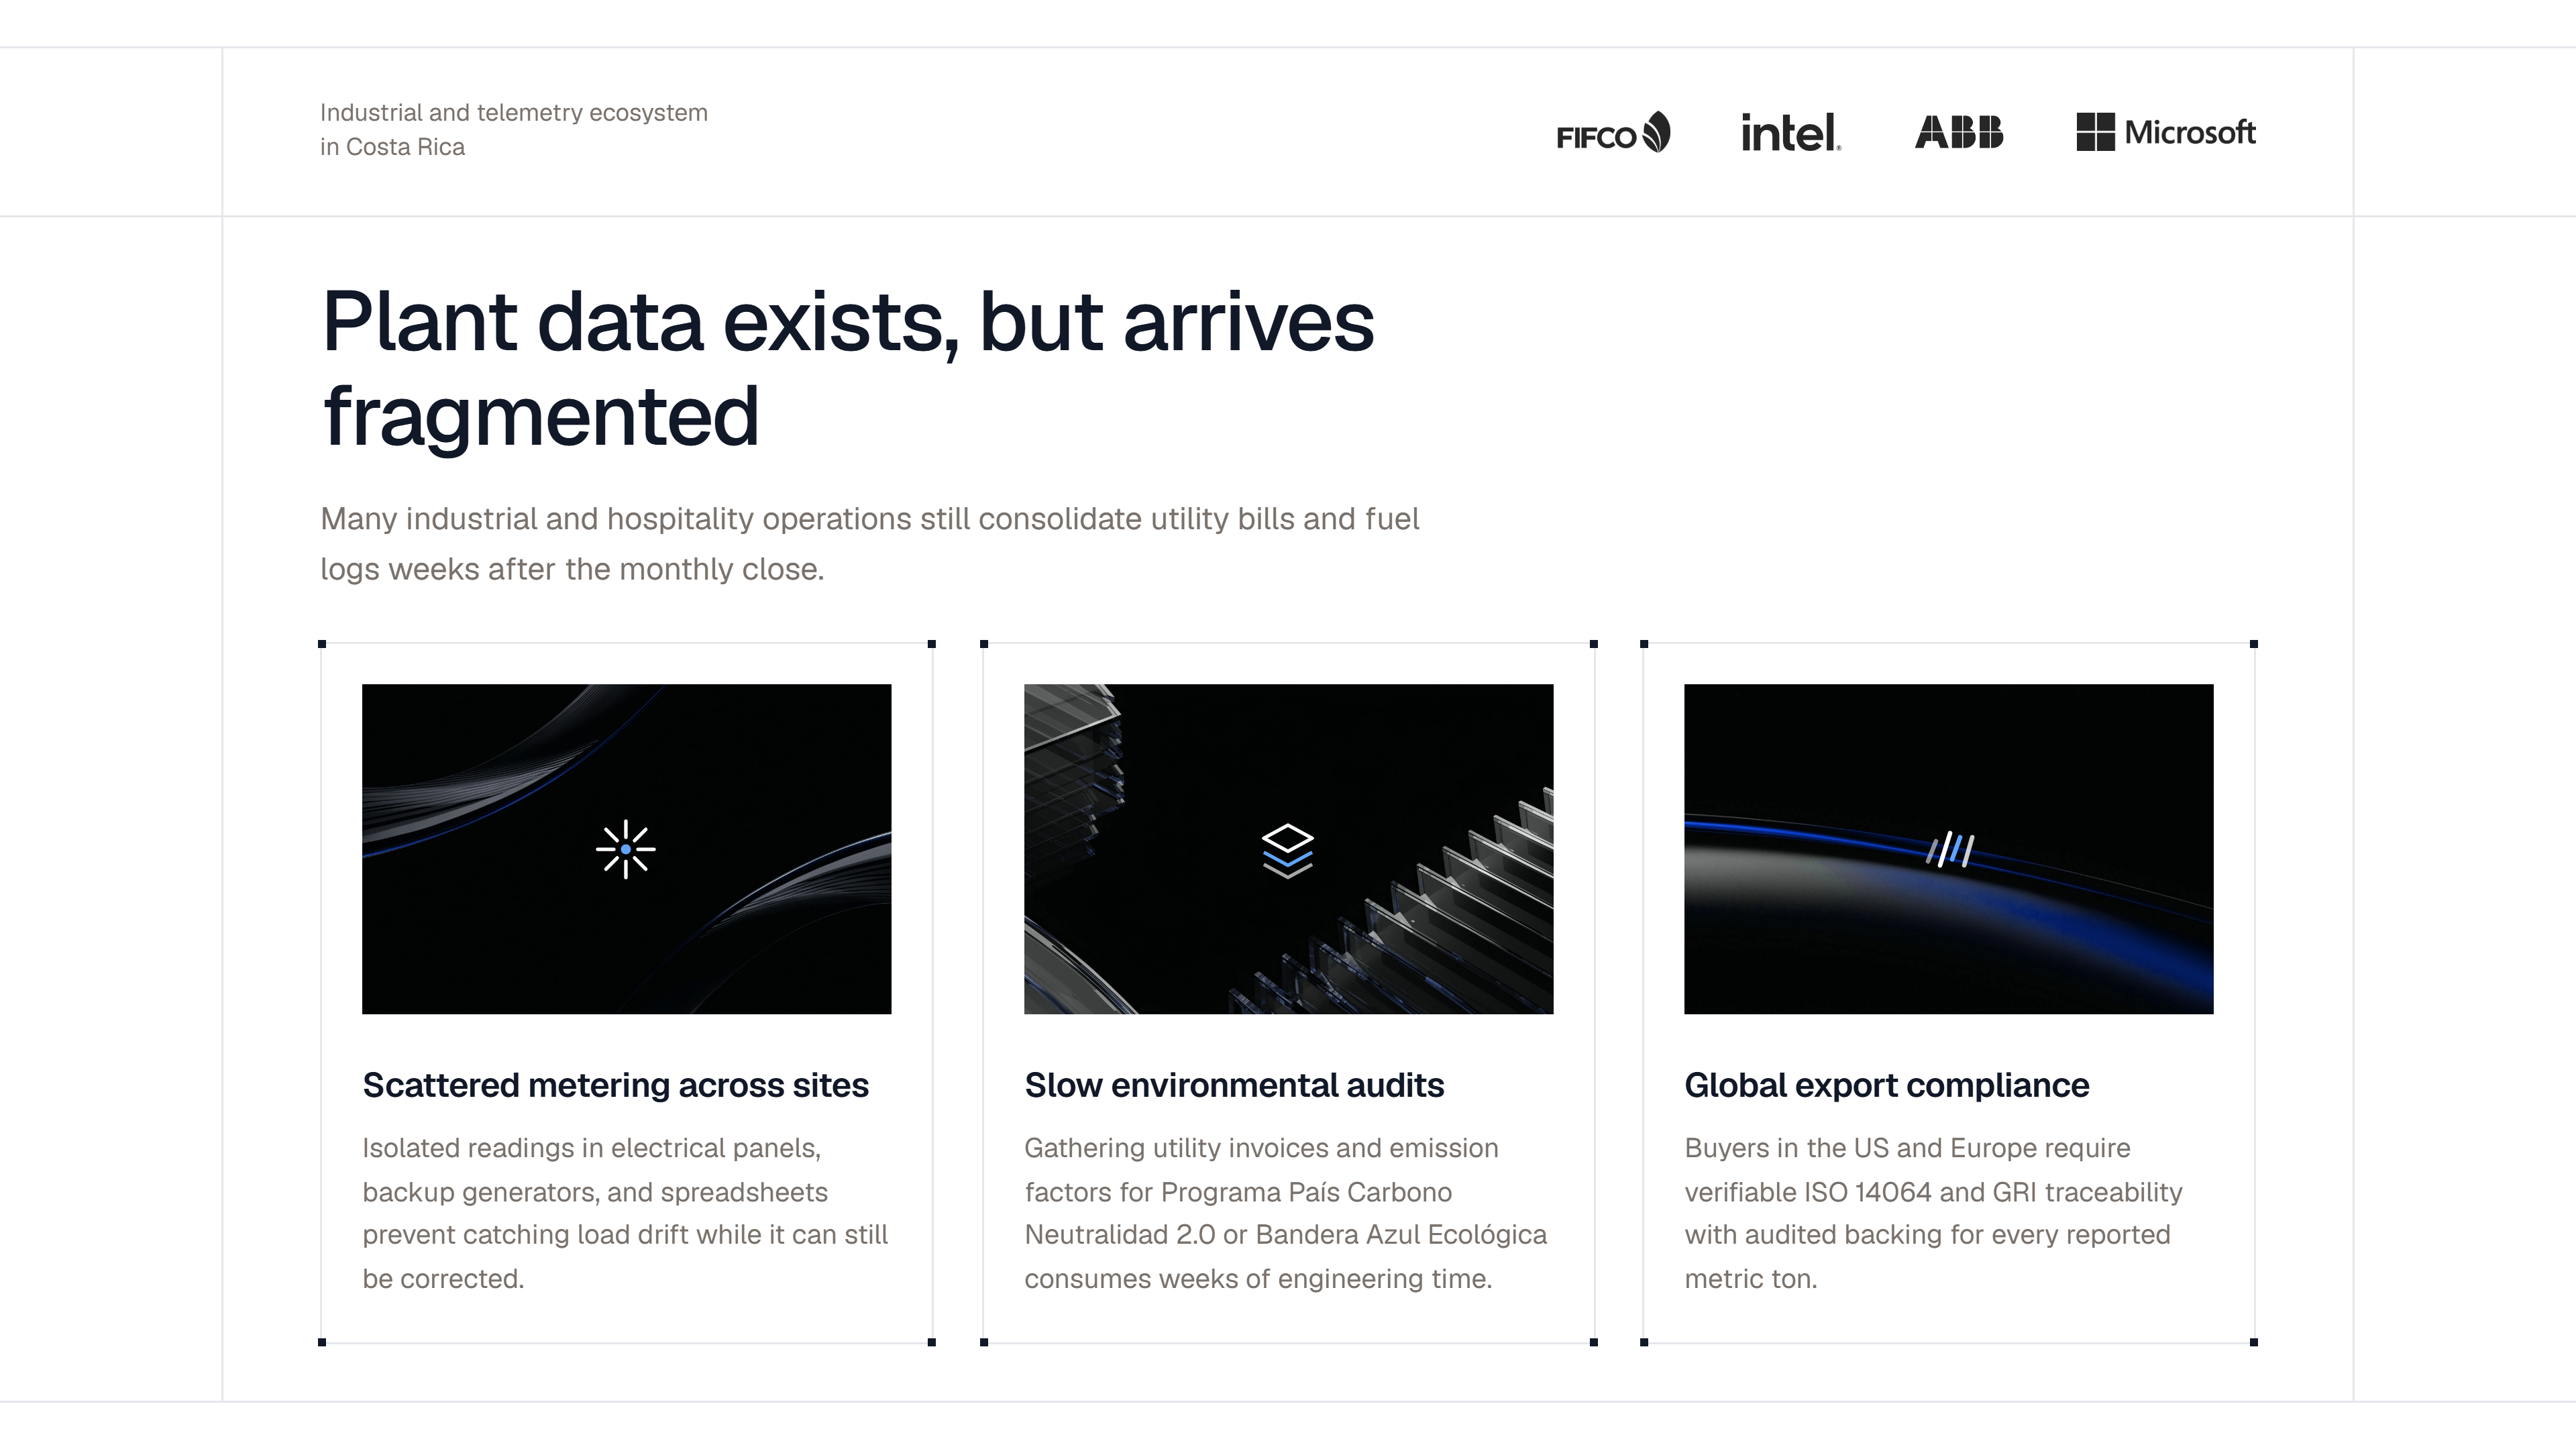 Industrial and telemetry ecosystem
in Costa Rica
FIFCO
intel
ABB
Microsoft
Plant data exists, but arrives
fragmented
Many industrial and hospitality operations still consolidate utility bills and fuel
logs weeks after the monthly close.
Scattered metering across sites
Isolated readings in electrical panels,
backup generators, and spreadsheets
prevent catching load drift while it can still
be corrected.
Slow environmental audits
Gathering utility invoices and emission
factors for Programa País Carbono
Neutralidad 2.0 or Bandera Azul Ecológica
consumes weeks of engineering time.
Global export compliance
Buyers in the US and Europe require
verifiable ISO 14064 and GRI traceability
with audited backing for every reported
metric ton.